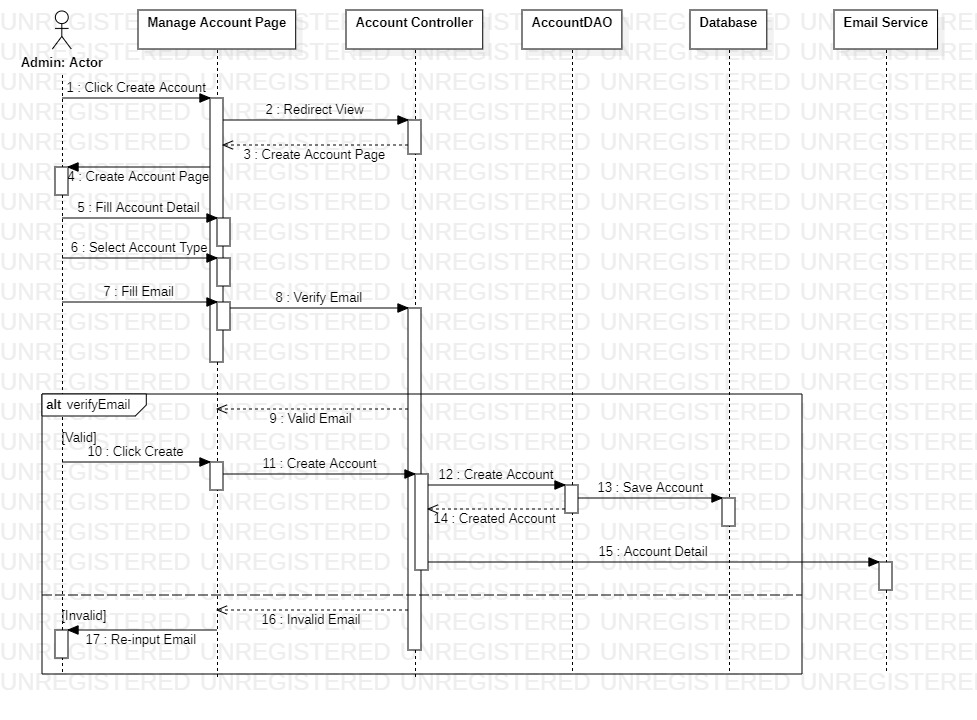 Manage Account Page
Account Controller
AccountDAO
Database
Email Service
Admin: Actor
1 : Click Create Account
2 : Redirect View
3 : Create Account Page
4 : Create Account Page
5 : Fill Account Detail
6 : Select Account Type
7 : Fill Email
8 : Verify Email
alt verifyEmail
9 : Valid Email
[Valid]
10 : Click Create
11 : Create Account
12 : Create Account
13 : Save Account
14 : Created Account
15 : Account Detail
[Invalid]
16 : Invalid Email
17 : Re-input Email
UNREGISTERED